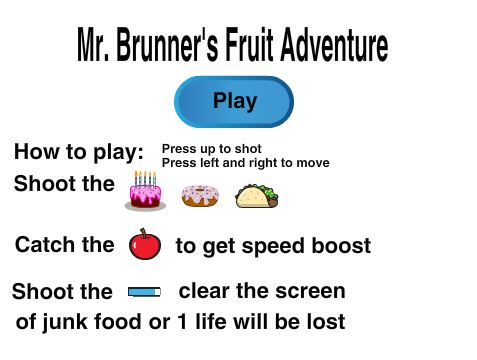 Mr. Brunner's Fruit Adventure
Play
How to play:
Press up to shot
Press left and right to move
Shoot the
Catch the to get speed boost
Shoot the clear the screen
of junk food or 1 life will be lost